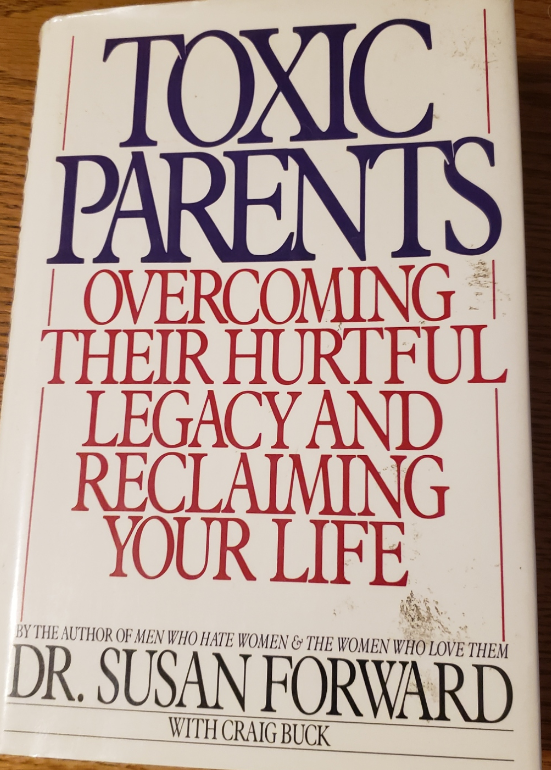 TOXIC
PARENTS
OVERCOMING
THEIR HURTFUL
LEGACY AND
RECLAIMING
YOUR LIFE
BY THE AUTHOR OF MEN WHO HATE WOMEN & THE WOMEN WHO LOVE THEM
DR. SUSAN FORWARD
WITH CRAIG BUCK